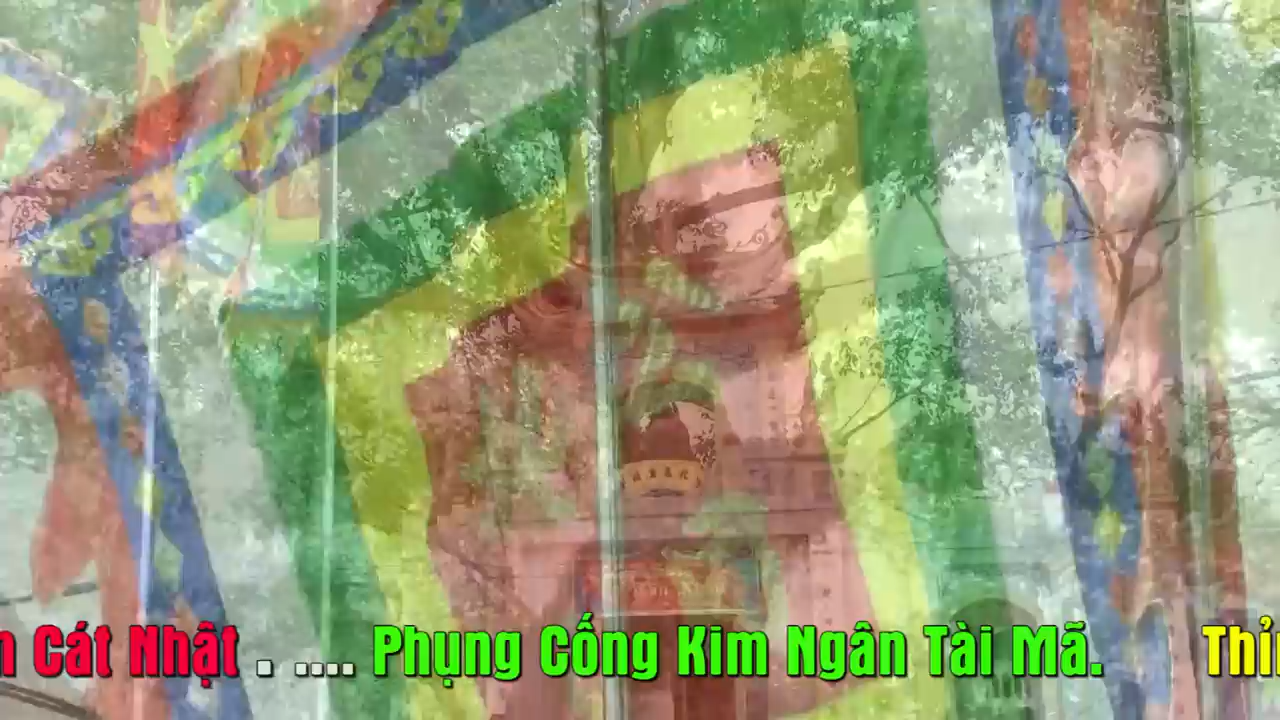 Cát Nhật . .... Phụng Cống Kim Ngân Tài Mã.